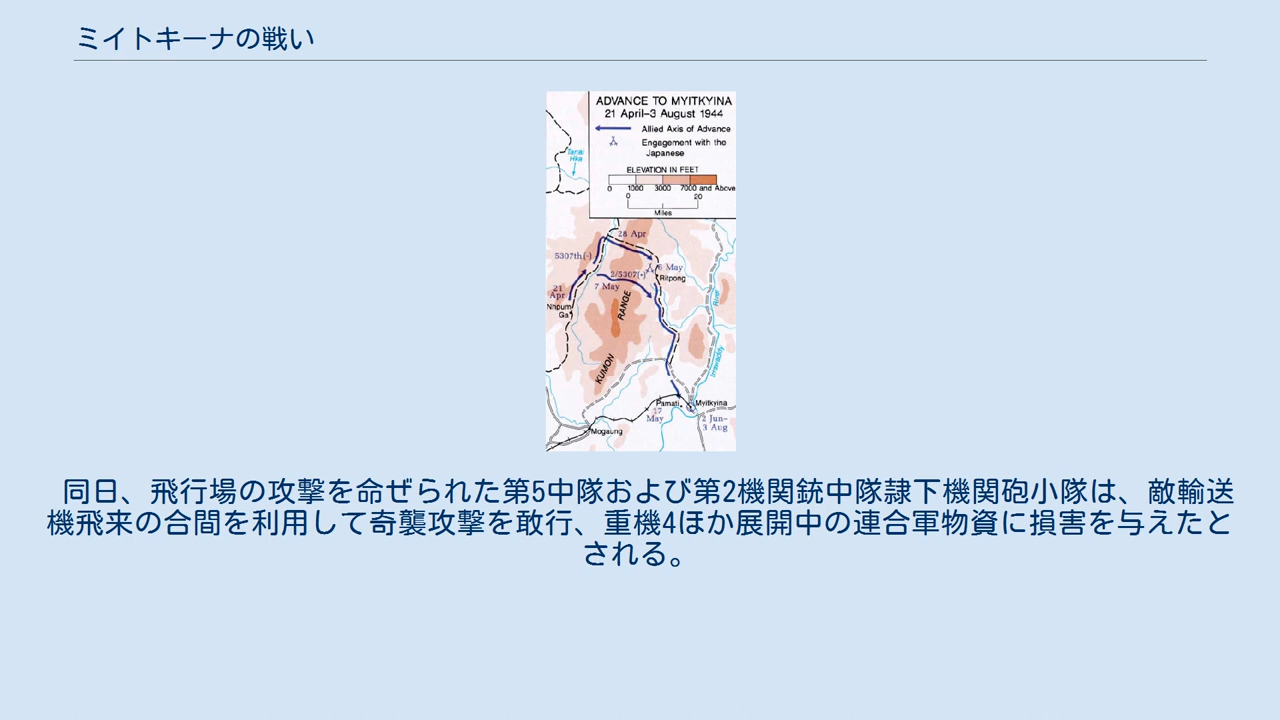 ミイトキーナの戦い
ADVANCE TO MYITKYINA
21 April–3 August 1944
Allied Axis of Advance
Engagement with the
Japanese
ELEVATION IN FEET
0 1000 3000 7000 and Above
0 20
Miles
Tanai
Hka
28 Apr
5307th(-)
6 May
2/5307(-)
Ritpong
7 May
21
Apr
Nhpum
Ga
RANGE
River
KUMON
Irrawaddy
Pamati
Myitkyina
17
May
2 Jun–
3 Aug
Mogaung
同日、飛行場の攻撃を命ぜられた第5中隊および第2機関銃中隊隷下機関砲小隊は、敵輸送
機飛来の合間を利用して奇襲攻撃を敢行、重機4ほか展開中の連合軍物資に損害を与えたと
される。